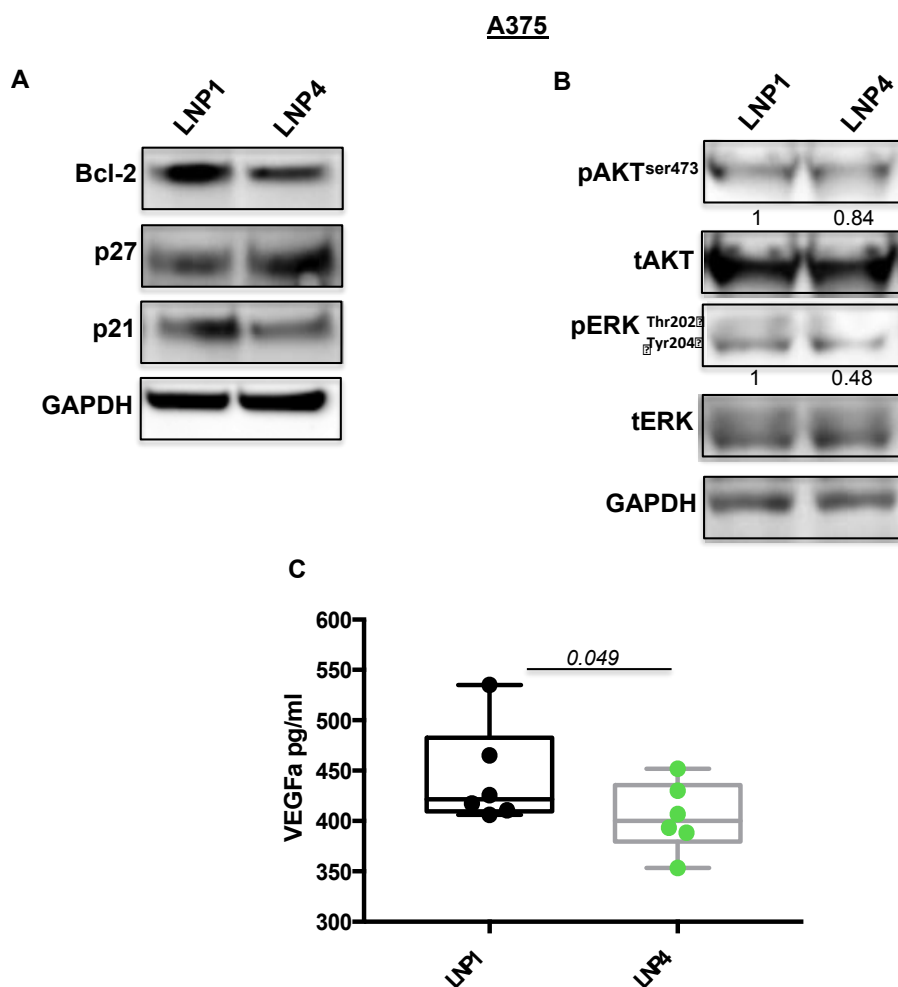 A375
A
LNP1 LNP4
Bcl-2
p27
p21
GAPDH
B
LNP1 LNP4
pAKTser473
1 0.84
tAKT
pERK Thr202
Tyr204
1 0.48
tERK
GAPDH
C
600
550
500
450
400
350
300
VEGFa pg/ml
0.049
LNP1 LNP4